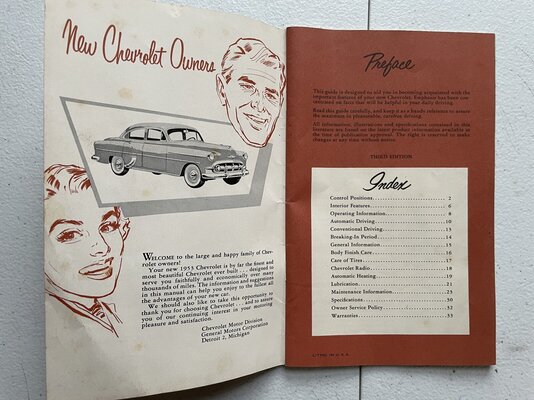 New Chevrolet Owners
WELCOME to the large and happy family of Chev-
rolet owners!
Your new 1953 Chevrolet is by far the finest and
most beautiful Chevrolet ever built . . . designed to
serve you faithfully and economically over many
thousands of miles. The information and suggestions
in this manual can help you enjoy to the fullest all
the advantages of your new car.
We should also like to take this opportunity to
thank you for choosing Chevrolet . . . and to assure
you of our continuing interest in your motoring
pleasure and satisfaction.
Chevrolet Motor Division
General Motors Corporation
Detroit 2, Michigan
Preface
This guide is designed to aid you in becoming acquainted with the
important features of your new Chevrolet. Emphasis has been con-
centrated on facts that will be helpful in your daily driving.
Read this guide carefully, and keep it as a handy reference to assure
the maximum in pleasurable, carefree driving.
All information, illustrations and specifications contained in this
literature are based on the latest product information available at
the time of publication approval. The right is reserved to make
changes at any time without notice.
THIRD EDITION
Index
Control Positions 2
Interior Features 6
Operating Information 8
Automatic Driving 10
Conventional Driving 13
Breaking-In Period 14
General Information 15
Body Finish Care 16
Care of Tires 17
Chevrolet Radio 18
Automatic Heating 19
Lubrication 21
Maintenance Information 23
Specifications 30
Owner Service Policy 32
Warranties 33
LITHO IN U.S.A.